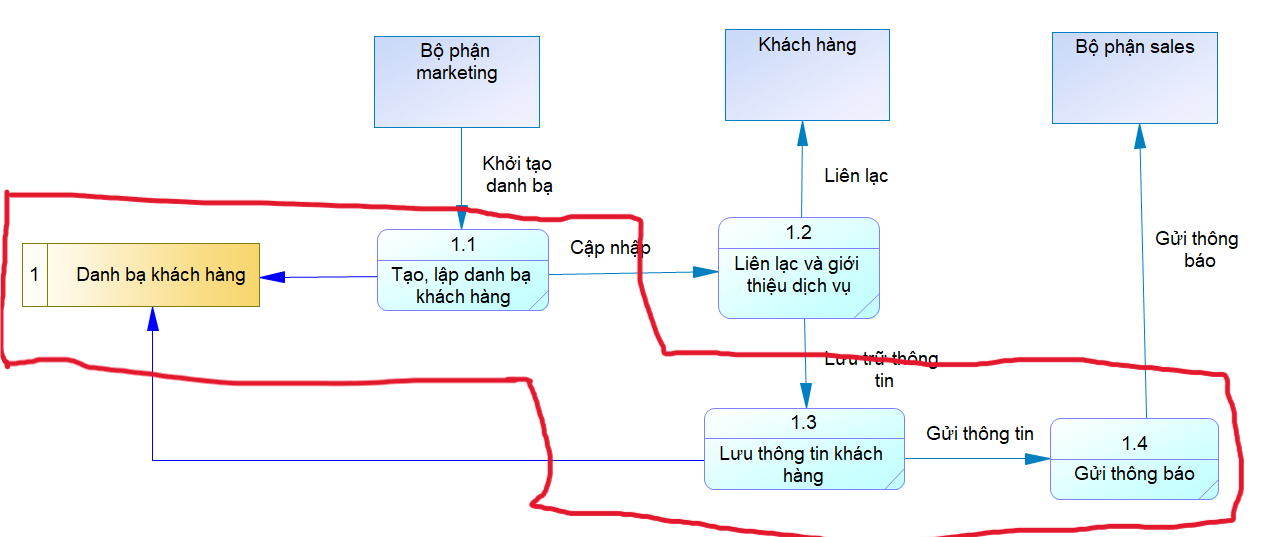 Bộ phận
marketing
Khách hàng
Bộ phận sales
Khởi tạo
danh bạ
Liên lạc
1
Danh bạ khách hàng
1.1
Tạo, lập danh bạ
khách hàng
Cập nhập
1.2
Liên lạc và giới
thiệu dịch vụ
Gửi thông
báo
Lưu trữ thông
tin
1.3
Lưu thông tin khách
hàng
Gửi thông tin
1.4
Gửi thông báo